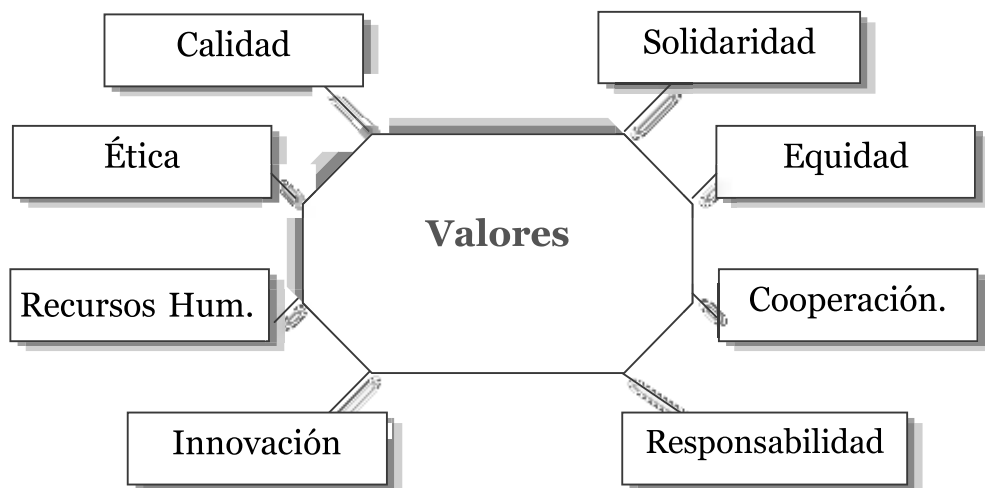 Calidad
Solidaridad
Ética
Equidad
Valores
Recursos Hum.
Cooperación.
Innovación
Responsabilidad